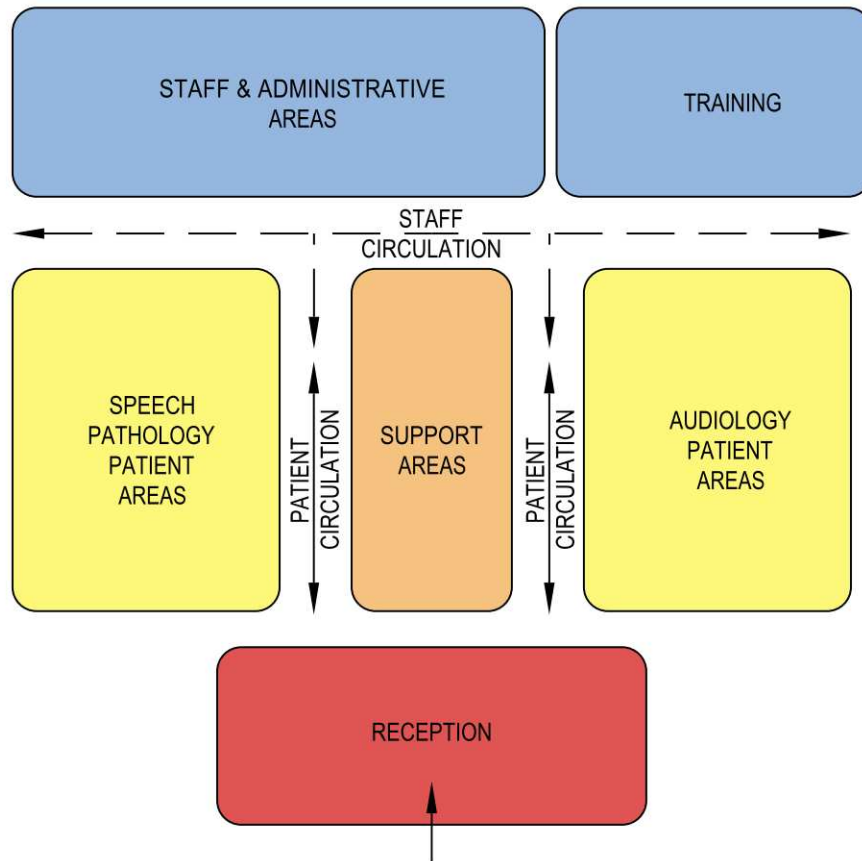 STAFF & ADMINISTRATIVE
AREAS
TRAINING
STAFF
CIRCULATION
SPEECH
PATHOLOGY
PATIENT
AREAS
PATIENT
CIRCULATION
SUPPORT
AREAS
PATIENT
CIRCULATION
AUDIOLOGY
PATIENT
AREAS
RECEPTION